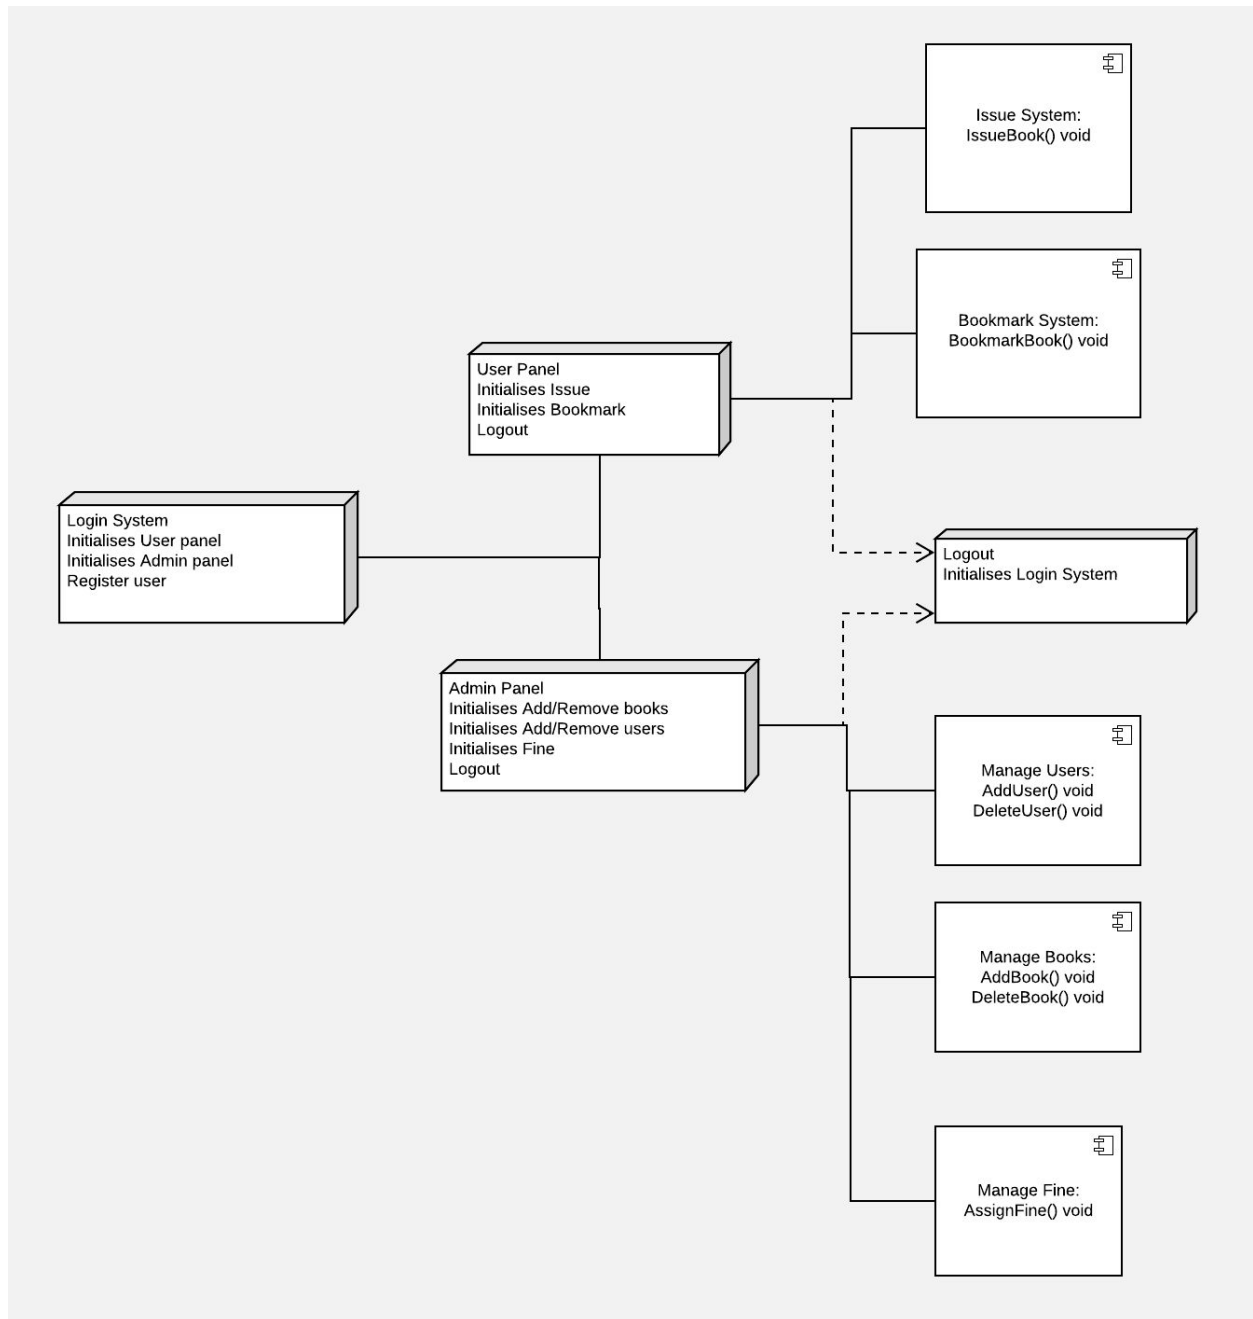 Issue System:
IssueBook() void
Bookmark System:
BookmarkBook() void
User Panel
Initialises Issue
Initialises Bookmark
Logout
Login System
Initialises User panel
Initialises Admin panel
Register user
Logout
Initialises Login System
Admin Panel
Initialises Add/Remove books
Initialises Add/Remove users
Initialises Fine
Logout
Manage Users:
AddUser() void
DeleteUser() void
Manage Books:
AddBook() void
DeleteBook() void
Manage Fine:
AssignFine() void